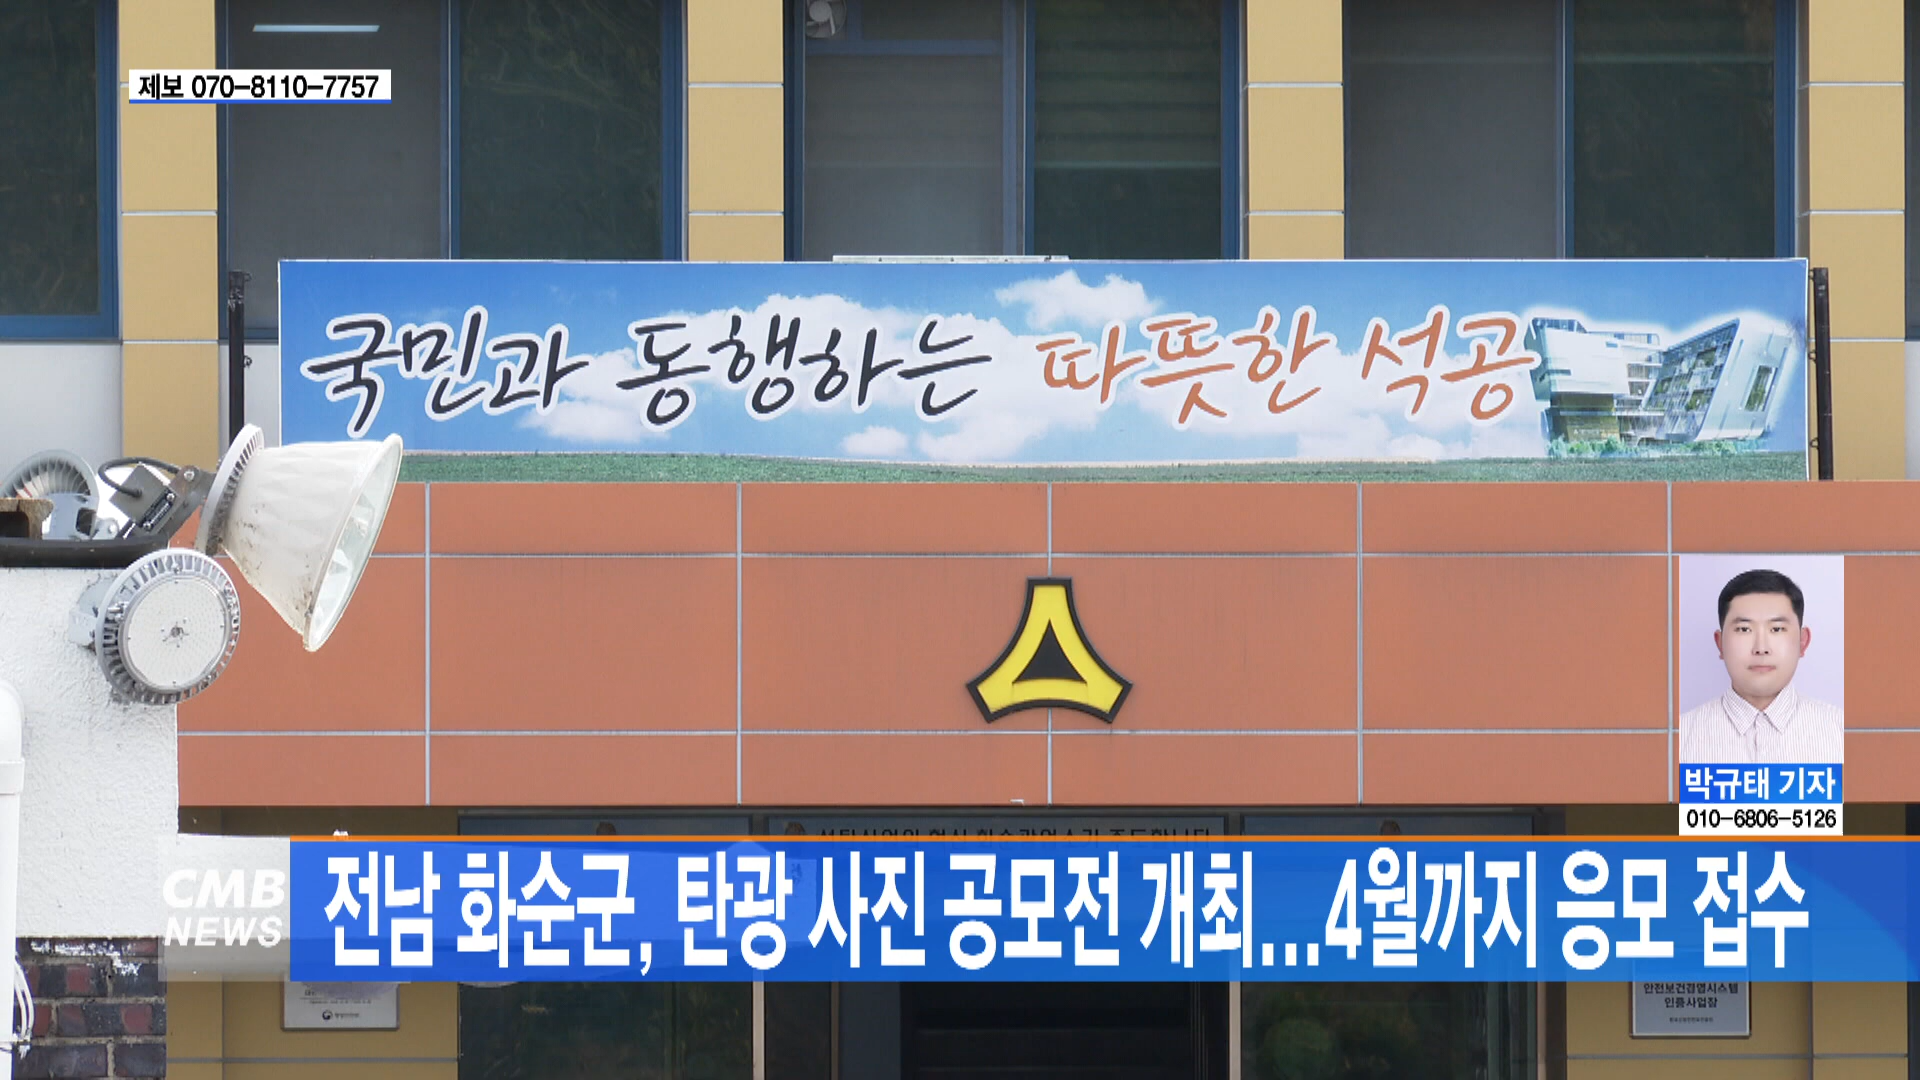 제보 070-8110-7757
국민과 동행하는 따뜻한 석공
박규태 기자
010-6806-5126
CMB
NEWS
전남 화순군, 탄광 사진 공모전 개최...4월까지 응모 접수
안전보건경영시스템
인증사업장